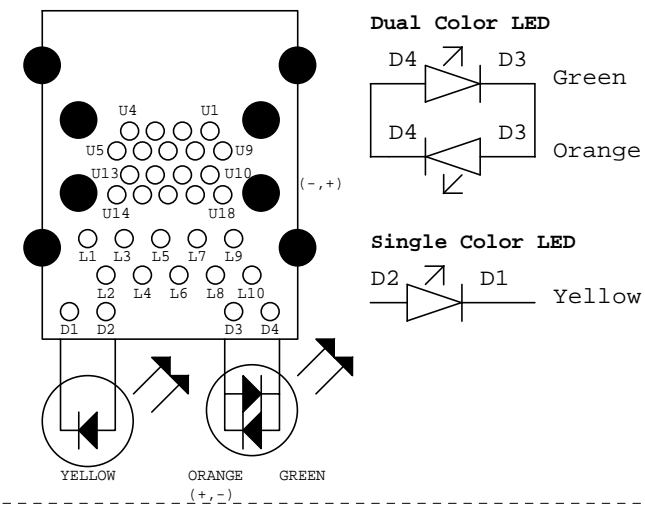 Dual Color LED
D4 D3
Green
D4 D3
Orange
Single Color LED
D2 D1
Yellow
U4 U1
U5 U9
U13 U10
(-,+)
U14 U18
L1 L3 L5 L7 L9
L2 L4 L6 L8 L10
D1 D2 D3 D4
YELLOW ORANGE GREEN
(+,-)